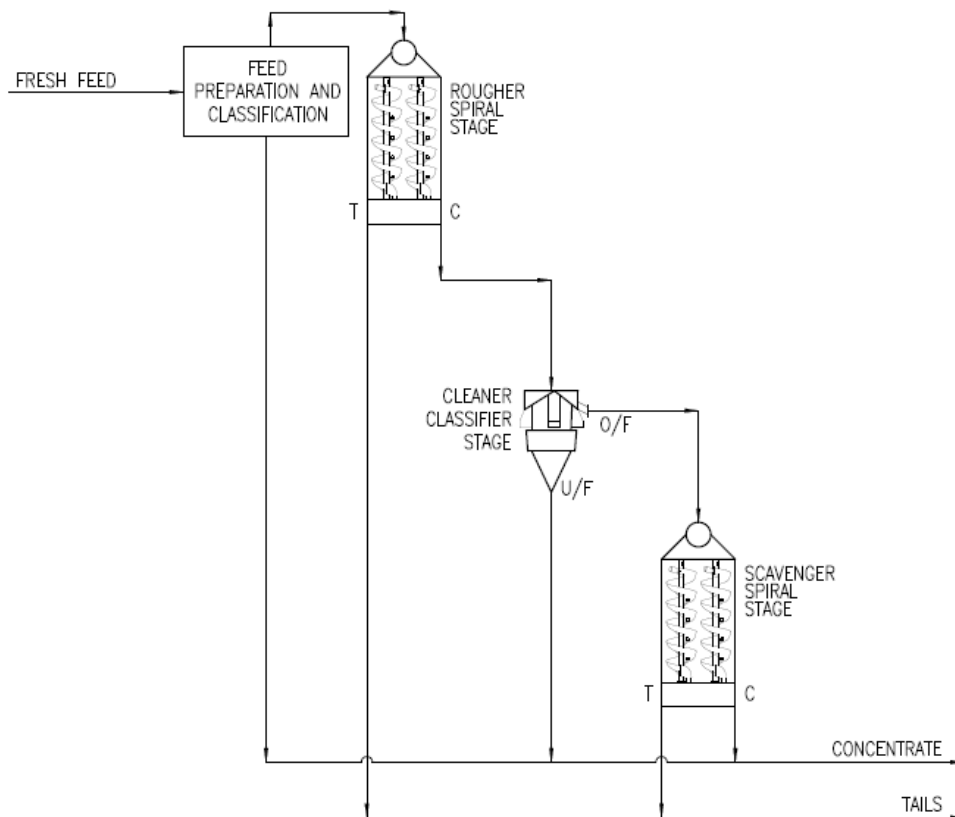 FRESH FEED
FEED
PREPARATION AND
CLASSIFICATION
ROUGHER
SPIRAL
STAGE
T
C
CLEANER
CLASSIFIER
STAGE
O/F
U/F
SCAVENGER
SPIRAL
STAGE
T
C
CONCENTRATE
TAILS